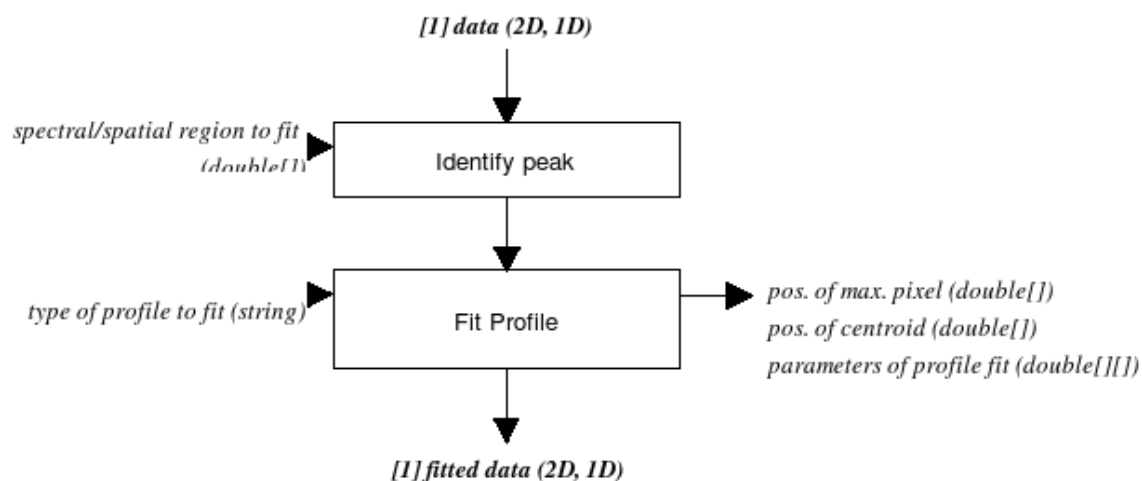 [1] data (2D, 1D)
spectral/spatial region to fit
(double[])
Identify peak
type of profile to fit (string)
Fit Profile
pos. of max. pixel (double[])
pos. of centroid (double[])
parameters of profile fit (double[][])
[1] fitted data (2D, 1D)